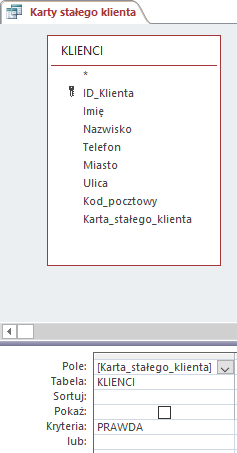 Karty stałego klienta
KLIENCI
*
ID_Klienta
Imię
Nazwisko
Telefon
Miasto
Ulica
Kod_pocztowy
Karta_stałego_klienta
Pole: [Karta_stałego_klienta]
Tabela: KLIENCI
Sortuj:
Pokaż:
Kryteria: PRAWDA
lub: